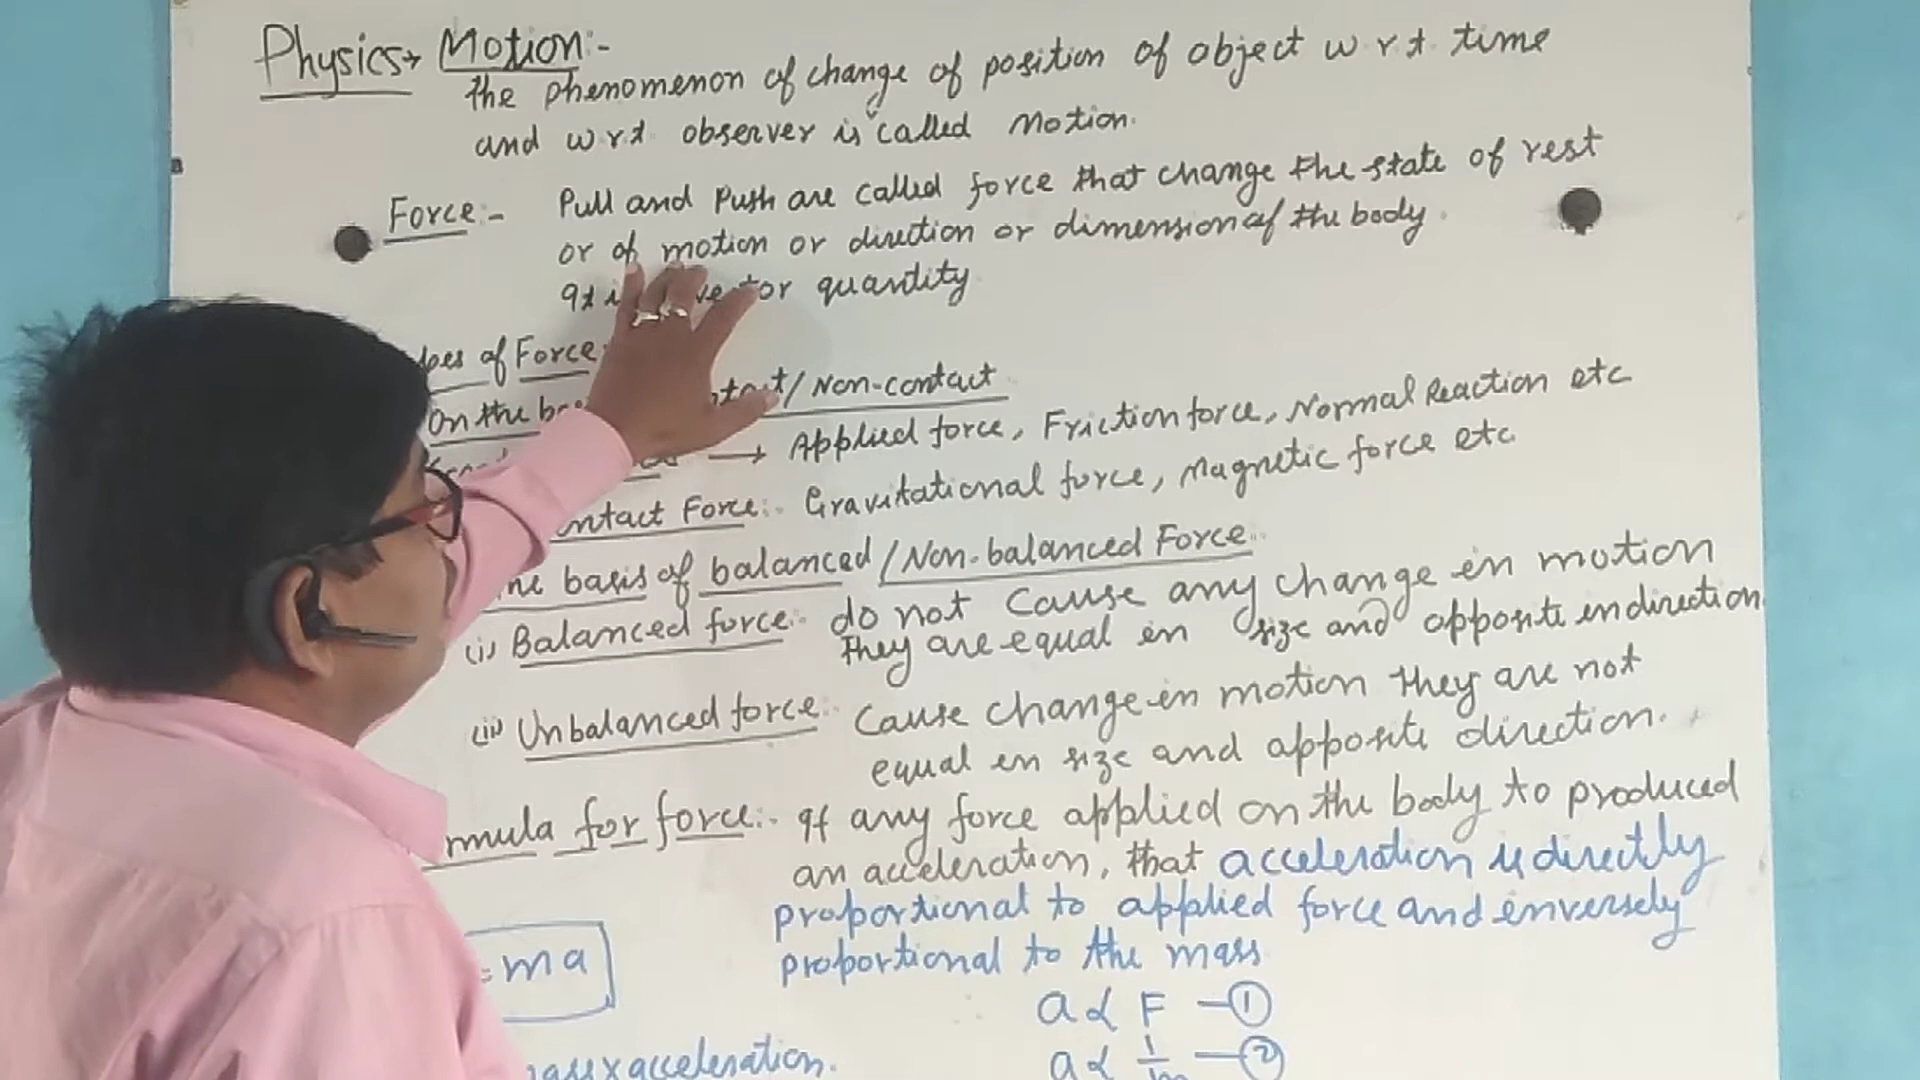 Physics → Motion:-
the phenomenon of change of position of object w r t time
and w r t observer is called motion.
Force:- Pull and Push are called force that change the state of rest
or of motion or direction or dimension of the body.
quantity
of Force:
On the / Non-contact
→ Applied force, Friction force, Normal Reaction etc
Force:. Gravitational force, Magnetic force etc
basis of balanced / Non-balanced Force:.
(i) Balanced force:. do not cause any change in motion
They are equal in size and opposite in direction
(ii) Unbalanced force:. Cause change in motion they are not
equal in size and apposite direction.
for force:. If any force applied on the body to produced
an acceleration, that acceleration is directly
proportional to applied force and inversely
proportional to the mass
= ma
a ∝ F —①
x acceleration.
a ∝ 1/m —②